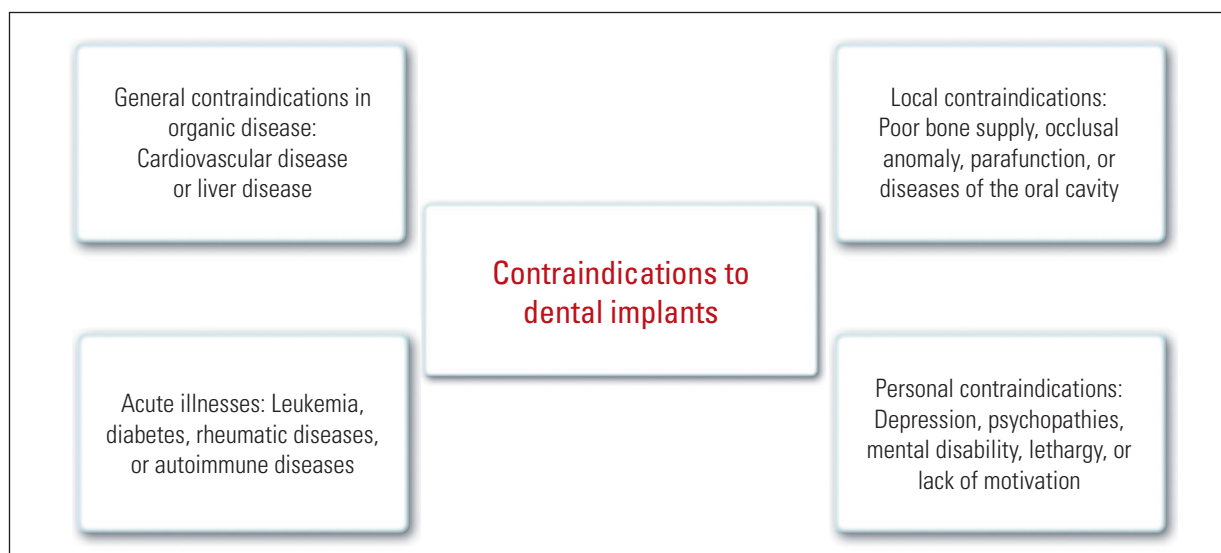 General contraindications in
organic disease:
Cardiovascular disease
or liver disease
Local contraindications:
Poor bone supply, occlusal
anomaly, parafunction, or
diseases of the oral cavity
Contraindications to
dental implants
Acute illnesses: Leukemia,
diabetes, rheumatic diseases,
or autoimmune diseases
Personal contraindications:
Depression, psychopathies,
mental disability, lethargy, or
lack of motivation